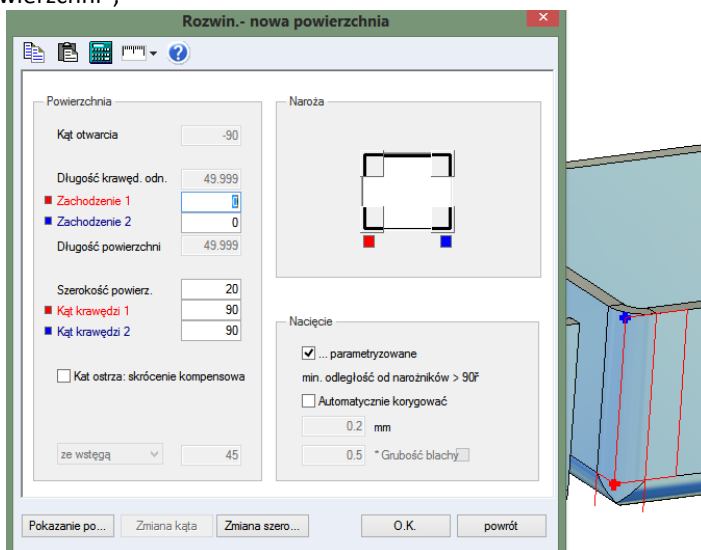 wierzchni",
Rozwin.- nowa powierzchnia
Powierzchnia
Kąt otwarcia -90
Długość krawęd. odn. 49.999
Zachodzenie 1 0
Zachodzenie 2 0
Długość powierzchni 49.999
Szerokość powierz. 20
Kąt krawędzi 1 90
Kąt krawędzi 2 90
Kat ostrza: skrócenie kompensowa
ze wstęgą 45
Naroża
Nacięcie
... parametryzowane
min. odległość od narożników > 90ř
Automatycznie korygować
0.2 mm
0.5 * Grubość blachy
Pokazanie po... Zmiana kąta Zmiana szero... O.K. powrót